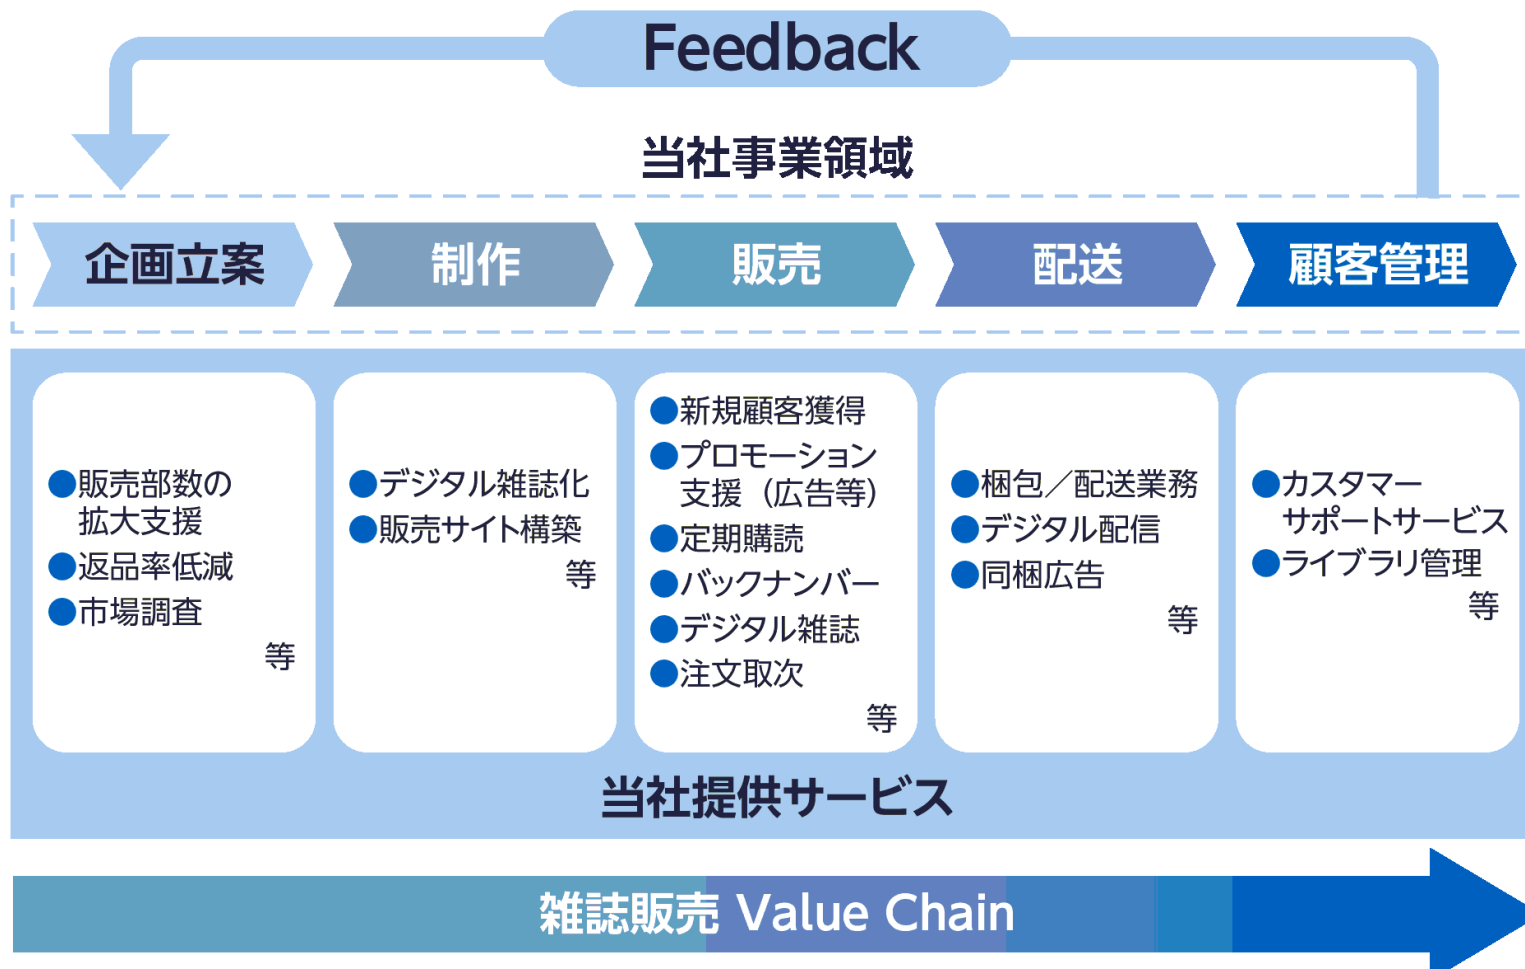 Feedback
当社事業領域
企画立案
制作
販売
配送
顧客管理
●販売部数の
拡大支援
●返品率低減
●市場調査
等
●デジタル雑誌化
●販売サイト構築
等
●新規顧客獲得
●プロモーション
支援（広告等）
●定期購読
●バックナンバー
●デジタル雑誌
●注文取次
等
●梱包／配送業務
●デジタル配信
●同梱広告
等
●カスタマー
サポートサービス
●ライブラリ管理
等
当社提供サービス
雑誌販売 Value Chain